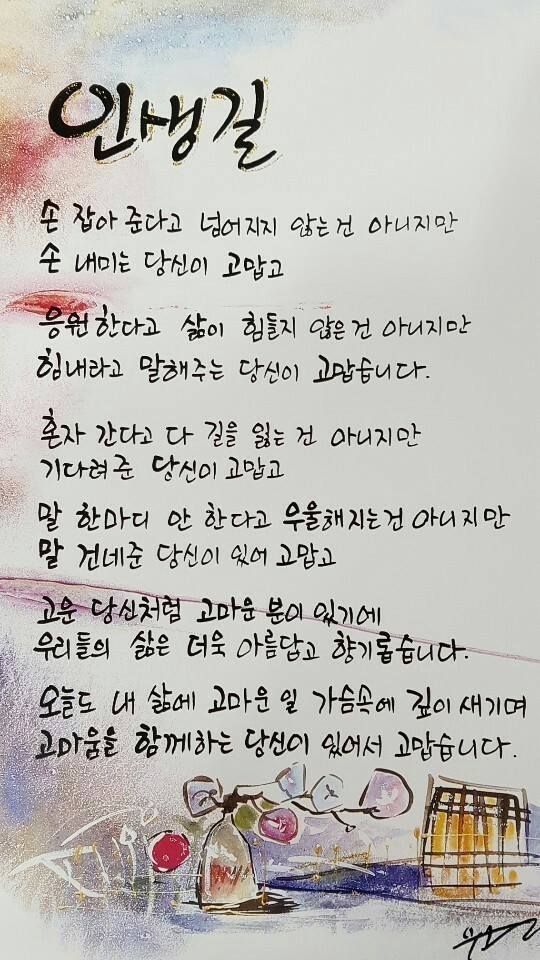 인생길
손 잡아 준다고 넘어지지 않는건 아니지만
손 내미는 당신이 고맙고
응원한다고 삶이 힘들지 않은건 아니지만
힘내라고 말해주는 당신이 고맙습니다.
혼자 간다고 다 길을 잃는 건 아니지만
기다려준 당신이 고맙고
말 한마디 안 한다고 우울해지는건 아니지만
말 건네준 당신이 있어 고맙고
고운 당신처럼 고마운 분이 있기에
우리들의 삶은 더욱 아름답고 향기롭습니다.
오늘도 내 삶에 고마운 일 가슴속에 깊이 새기며
고마움을 함께하는 당신이 있어서 고맙습니다.